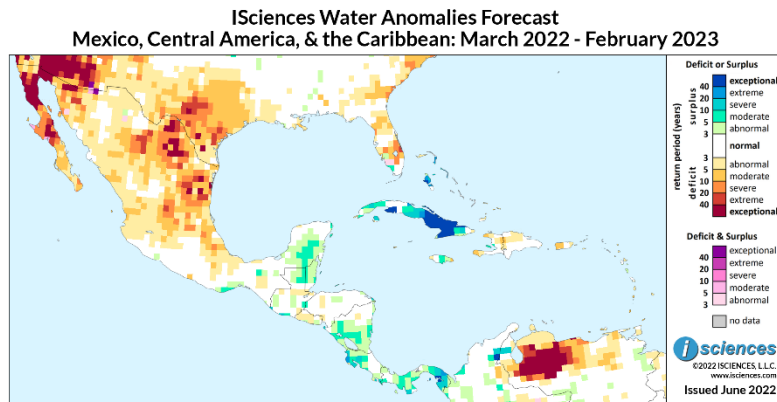 ISciences Water Anomalies Forecast
Mexico, Central America, & the Caribbean: March 2022 - February 2023
Deficit or Surplus
return period (years)
surplus
deficit
exceptional
40
extreme
20
severe
10
moderate
5
abnormal
3
normal
3
abnormal
5
moderate
10
severe
20
extreme
40
exceptional
Deficit & Surplus
exceptional
40
extreme
20
severe
10
moderate
5
abnormal
3
no data
i sciences
©2022 ISCIENCES, L.L.C.
www.isciences.com
Issued June 2022